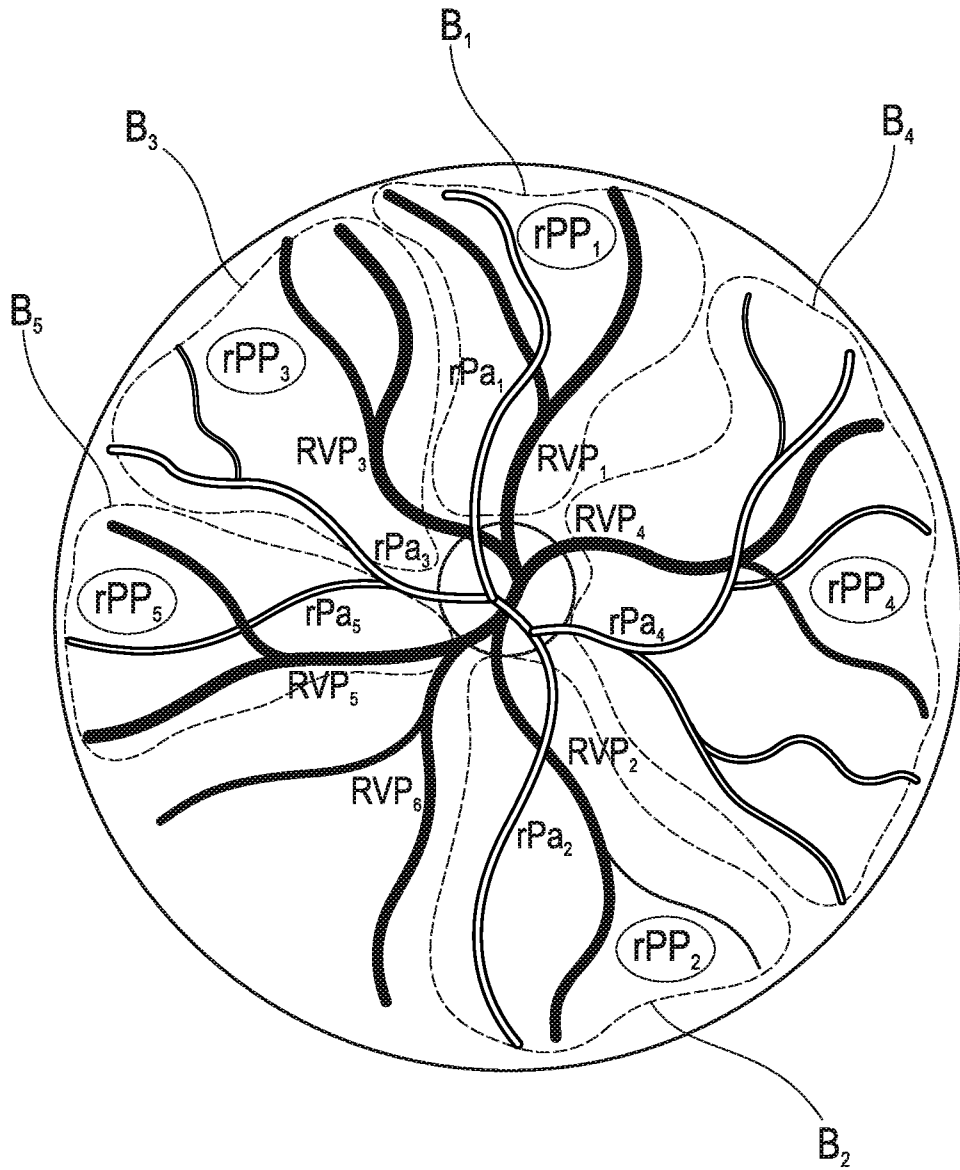 B₁
B₃
B₄
B₅
rPP₁
rPP₃
rPa₁
RVP₃
RVP₁
RVP₄
rPa₃
rPP₅
rPa₅
rPa₄
rPP₄
RVP₅
RVP₂
RVP₆
rPa₂
rPP₂
B₂